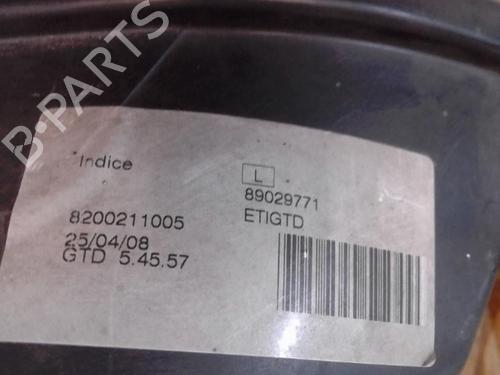 B-PARTS
Indice
L
89029771
8200211005
ETIGTD
25/04/08
GTD 5.45.57